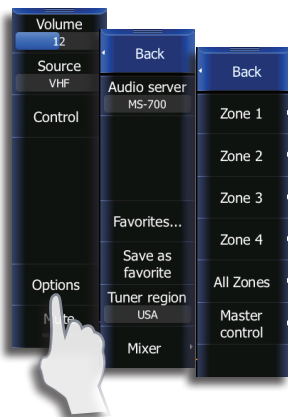 Volume
12
Source
VHF
Control
Options
Mute
Back
Audio server
MS-700
Favorites...
Save as
favorite
Tuner region
USA
Mixer
Back
Zone 1
Zone 2
Zone 3
Zone 4
All Zones
Master
control